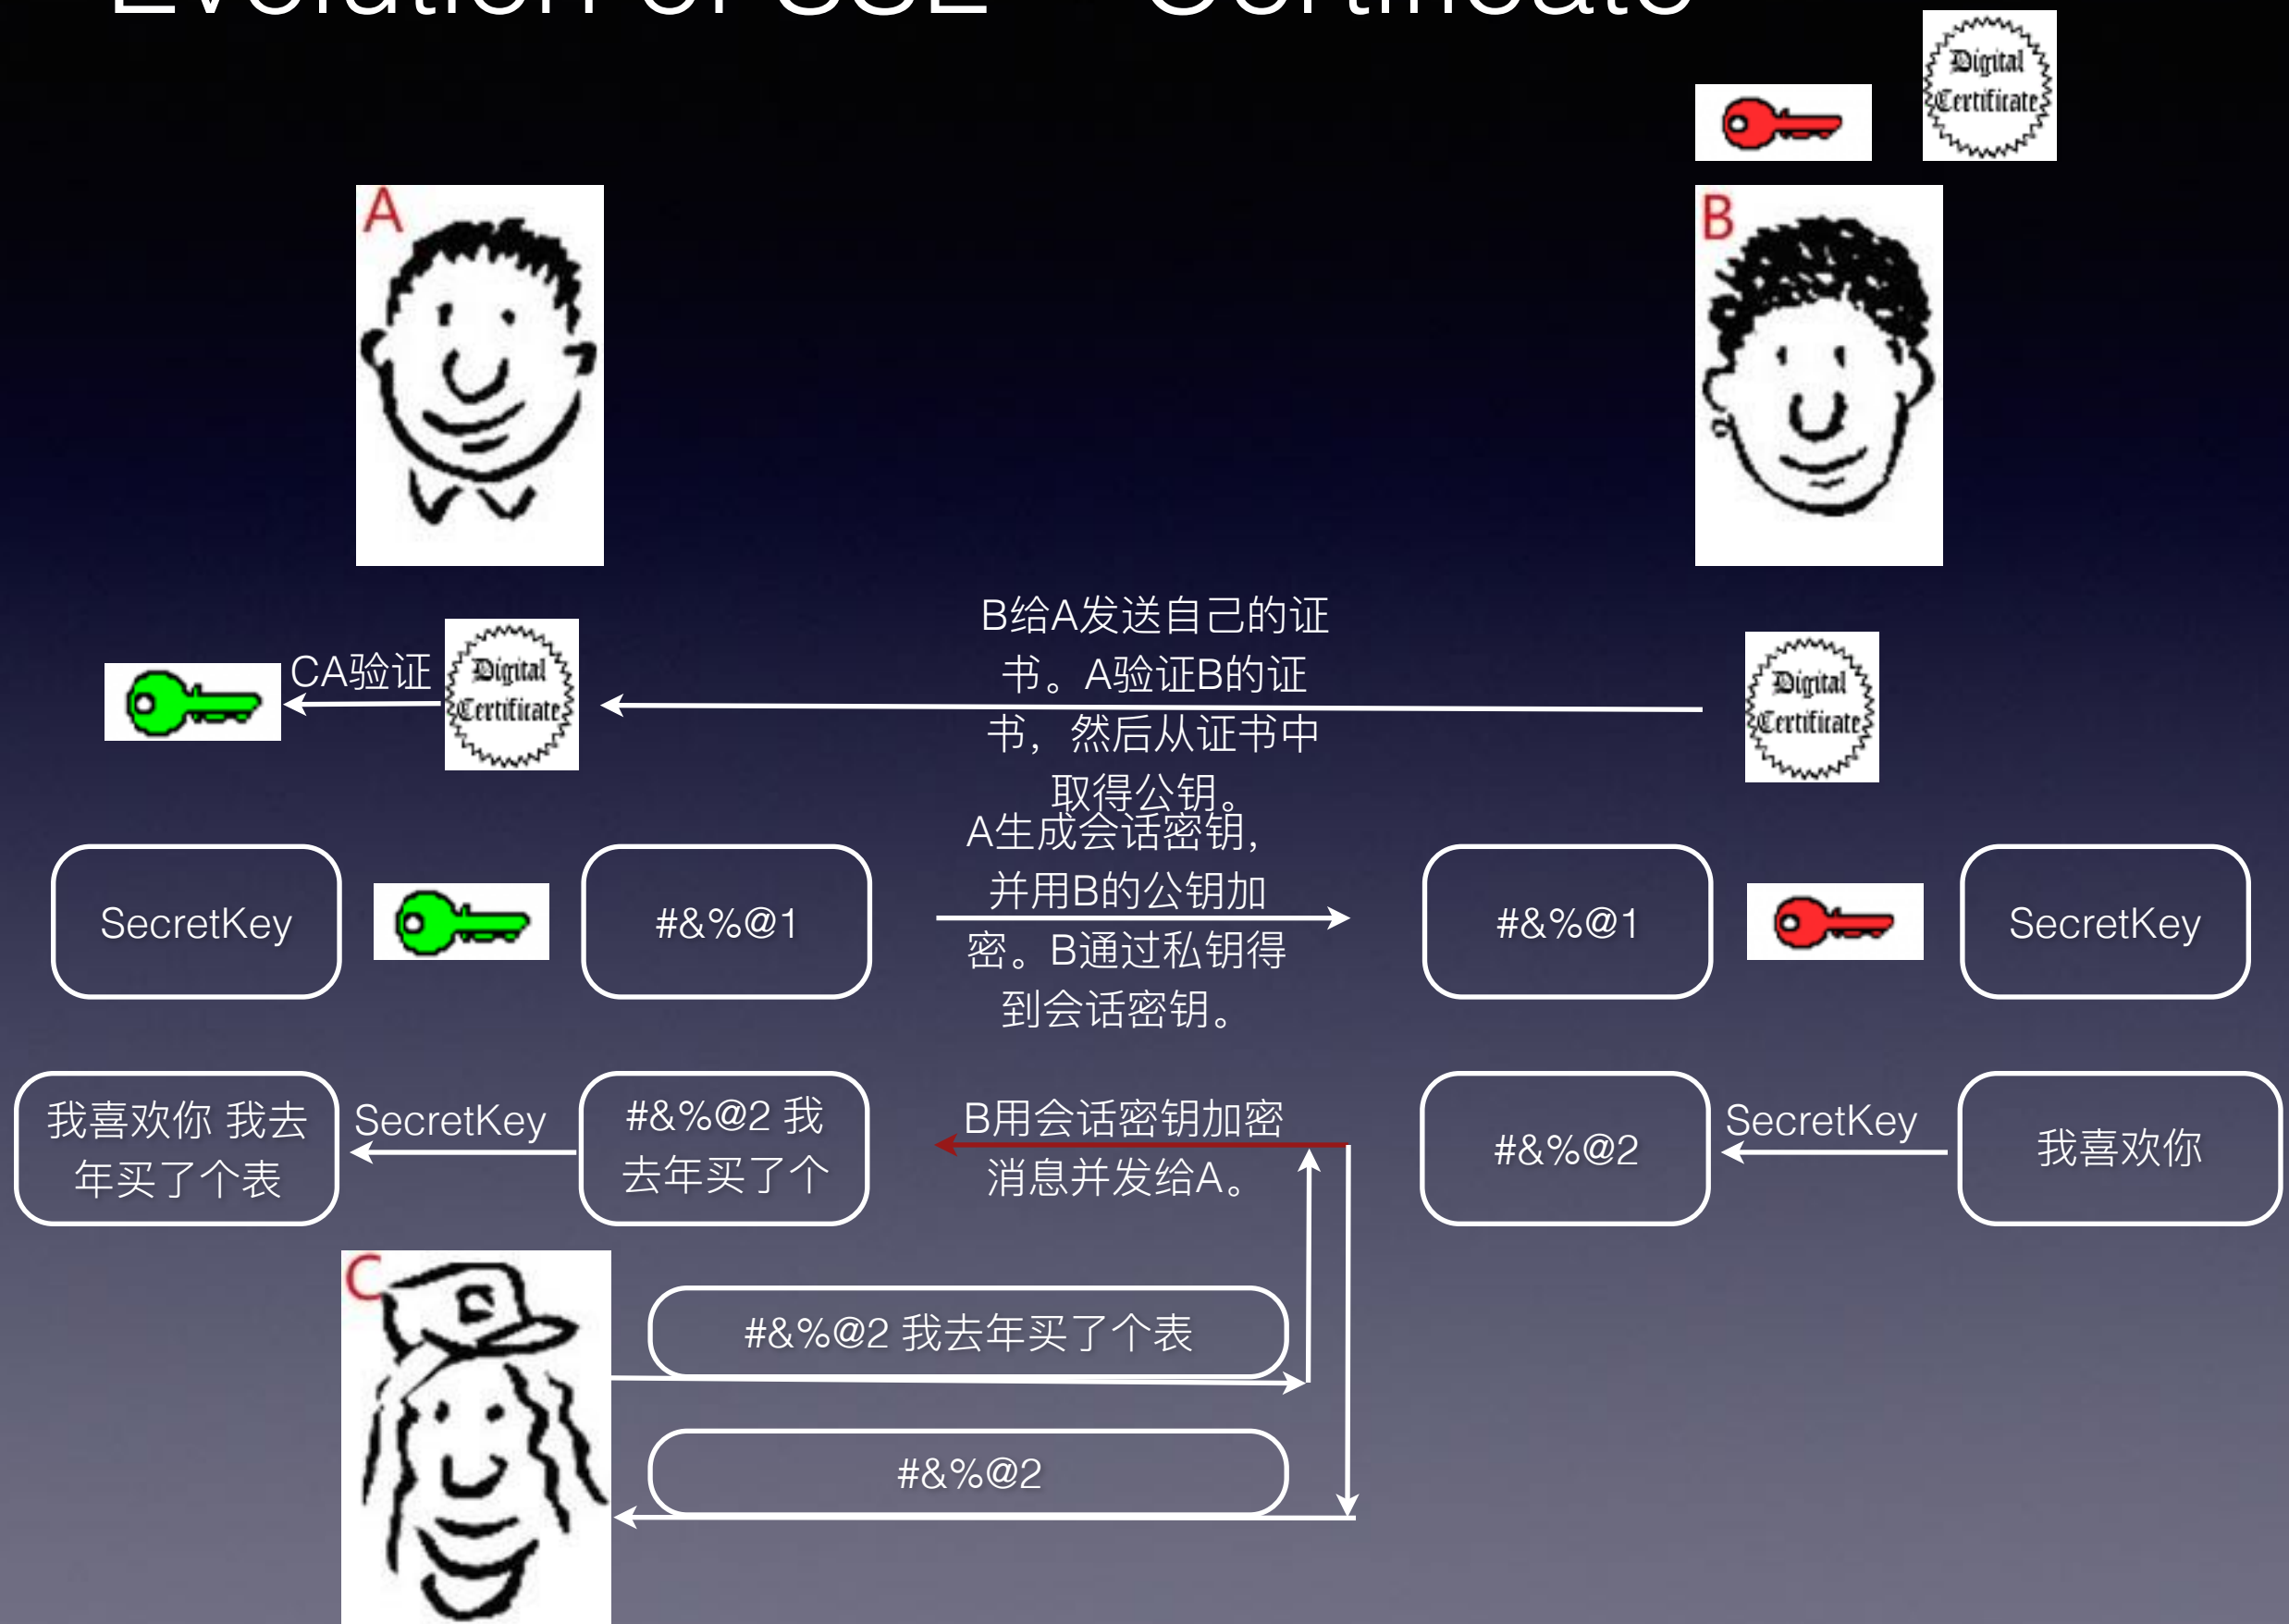 Digital
Certificate
A
B
B给A发送自己的证
书。A验证B的证
书，然后从证书中
取得公钥。
CA验证
Digital
Certificate
Digital
Certificate
A生成会话密钥，
并用B的公钥加
密。B通过私钥得
到会话密钥。
SecretKey
#&%@1
#&%@1
SecretKey
我喜欢你 我去
年买了个表
SecretKey
#&%@2 我
去年买了个
B用会话密钥加密
消息并发给A。
#&%@2
SecretKey
我喜欢你
C
#&%@2 我去年买了个表
#&%@2